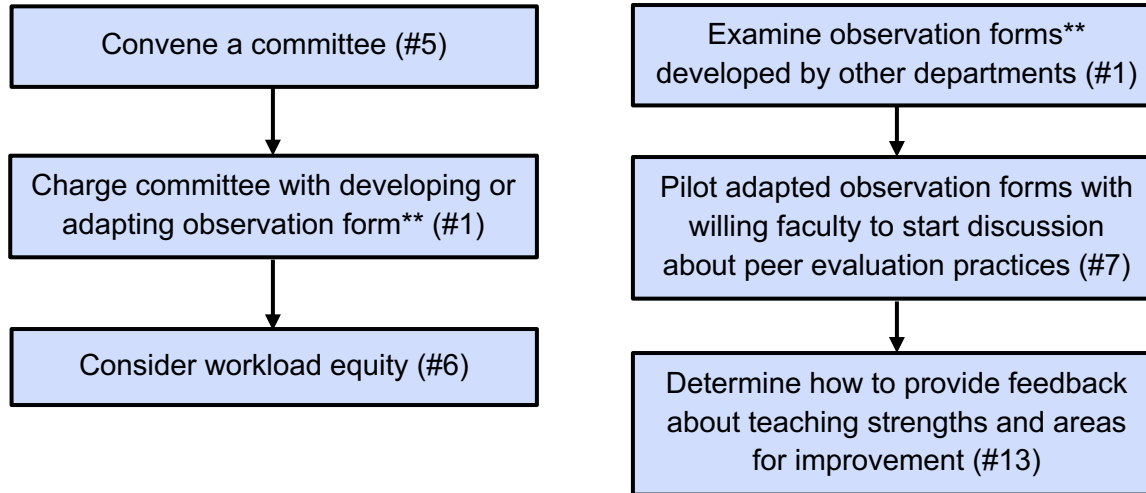 Convene a committee (#5)
Charge committee with developing or
adapting observation form** (#1)
Consider workload equity (#6)
Examine observation forms**
developed by other departments (#1)
Pilot adapted observation forms with
willing faculty to start discussion
about peer evaluation practices (#7)
Determine how to provide feedback
about teaching strengths and areas
for improvement (#13)